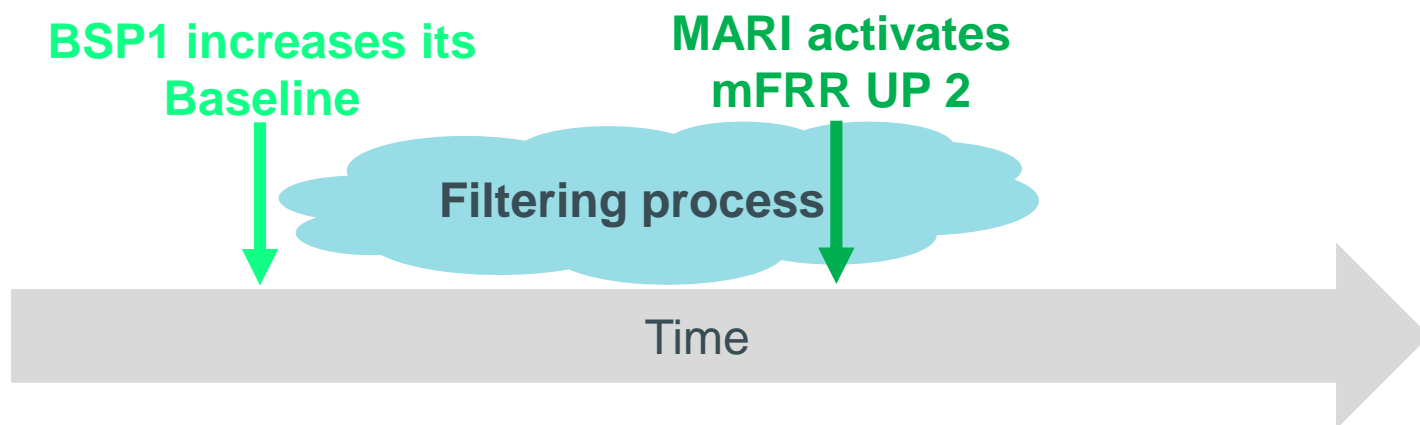 BSP1 increases its
Baseline
MARI activates
mFRR UP 2
Filtering process
Time